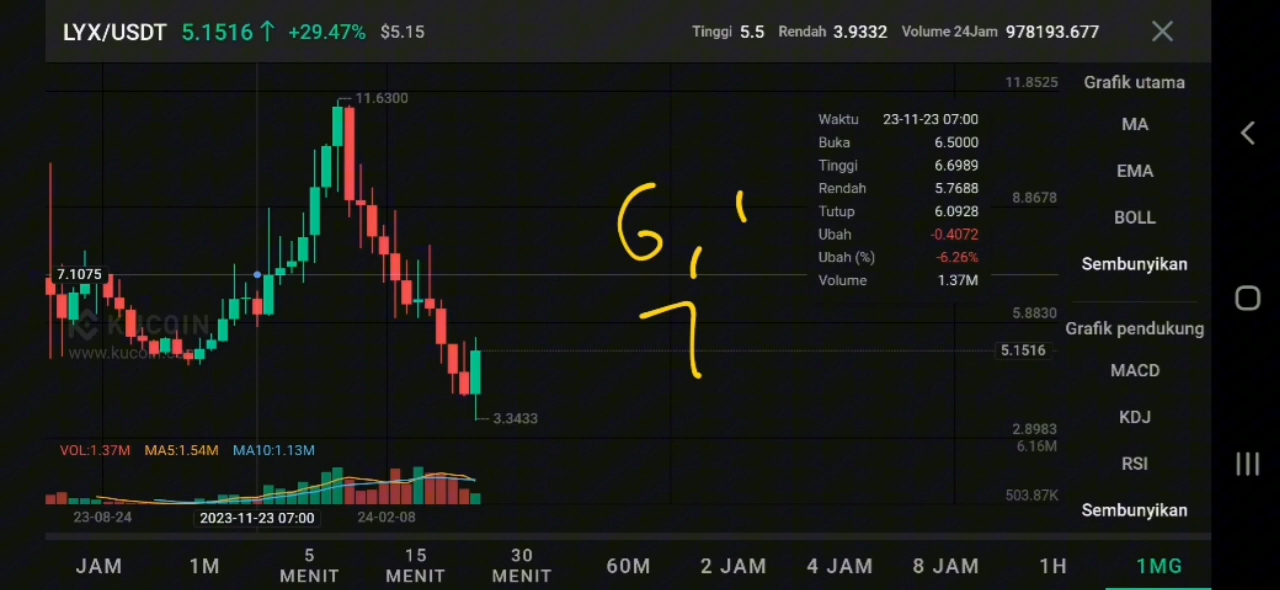 LYX/USDT 5.1516↑ +29.47% $5.15 Tinggi 5.5 Rendah 3.9332 Volume 24Jam 978193.677
11.8525
Grafik utama
11.6300
Waktu 23-11-23 07:00
MA
Buka 6.5000
Tinggi 6.6989
EMA
Rendah 5.7688
8.8678
Tutup 6.0928
BOLL
Ubah -0.4072
Ubah (%) -6.26%
Sembunyikan
7.1075
Volume 1.37M
6,
7
5.8830
KUCOIN
www.kucoin.com
Grafik pendukung
5.1516
MACD
3.3433
KDJ
2.8983
VOL:1.37M MA5:1.54M MA10:1.13M
6.16M
RSI
503.87K
23-08-24 2023-11-23 07:00 24-02-08
Sembunyikan
JAM 1M 5 MENIT 15 MENIT 30 MENIT 60M 2 JAM 4 JAM 8 JAM 1H 1MG